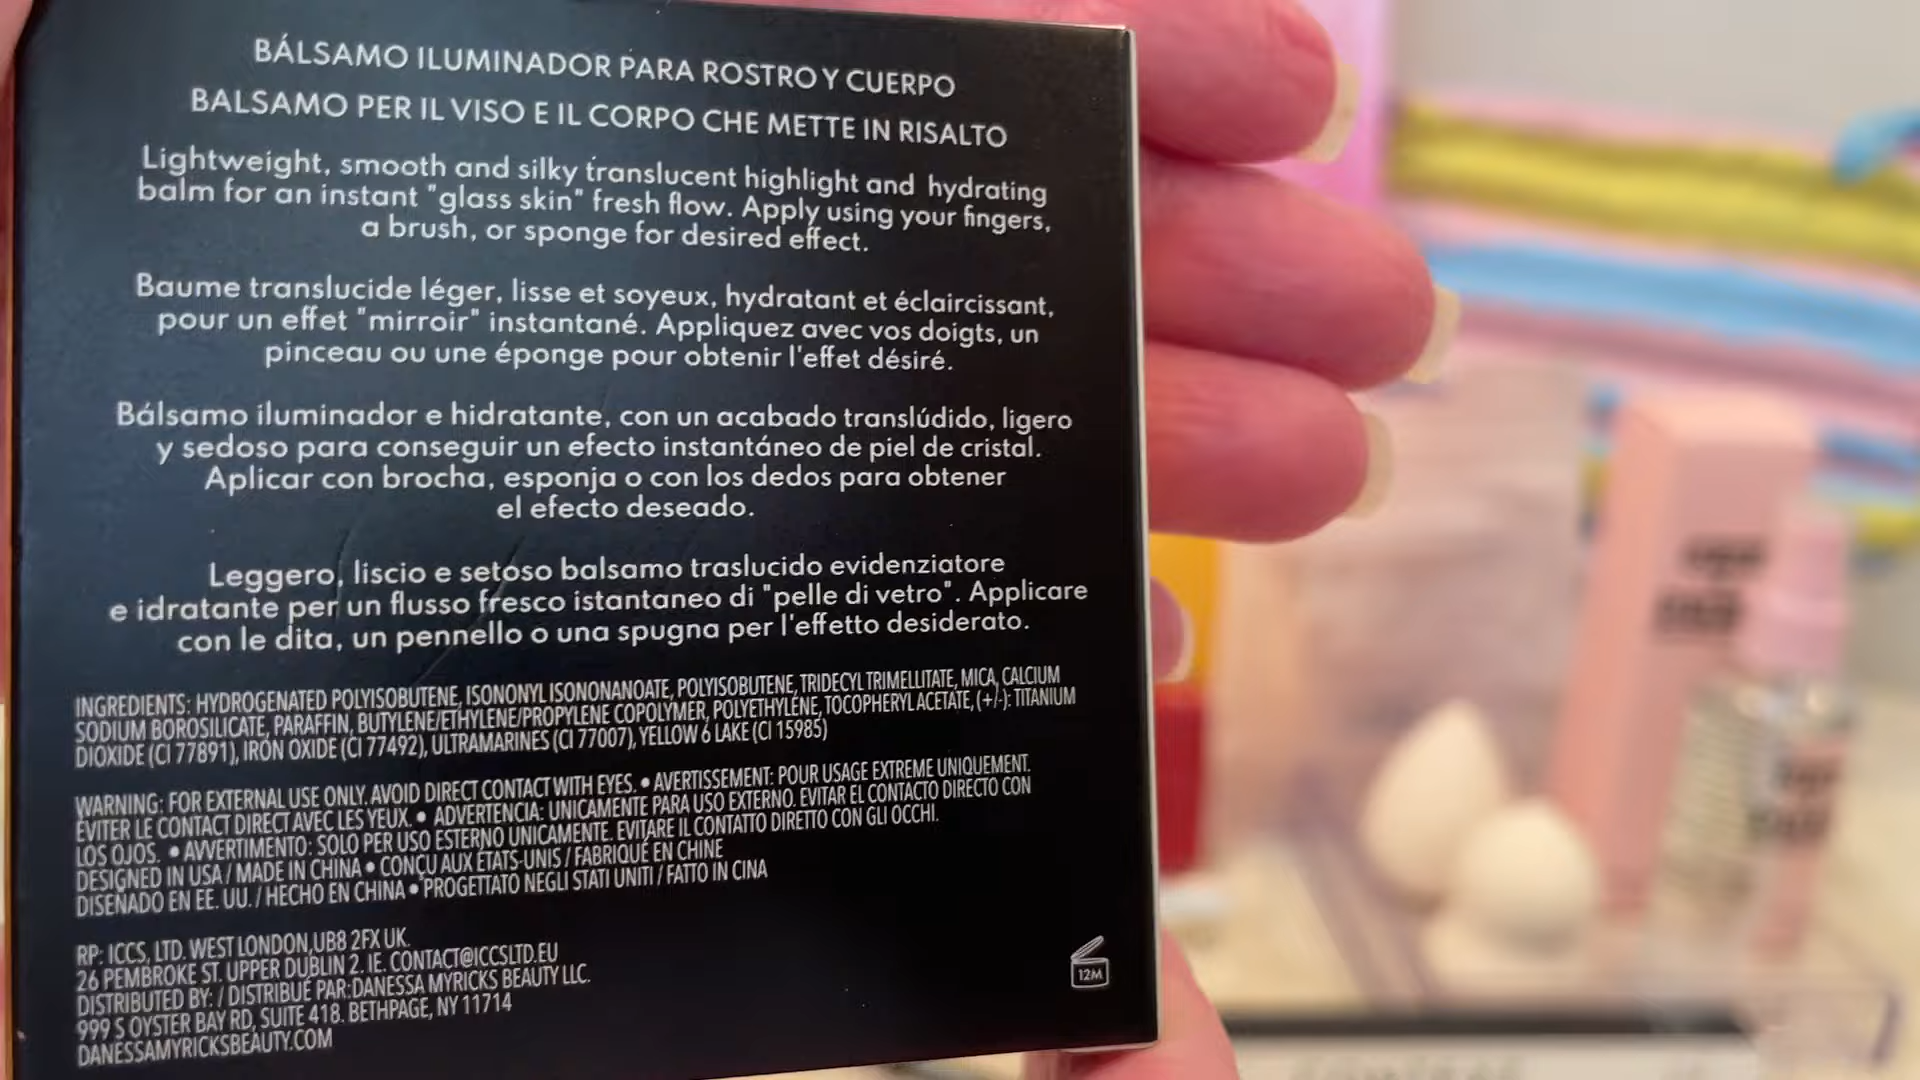 BÁLSAMO ILUMINADOR PARA ROSTRO Y CUERPO
BALSAMO PER IL VISO E IL CORPO CHE METTE IN RISALTO
Lightweight, smooth and silky translucent highlight and hydrating
balm for an instant "glass skin" fresh flow. Apply using your fingers,
a brush, or sponge for desired effect.
Baume translucide léger, lisse et soyeux, hydratant et éclaircissant,
pour un effet "mirroir" instantané. Appliquez avec vos doigts, un
pinceau ou une éponge pour obtenir l'effet désiré.
Bálsamo iluminador e hidratante, con un acabado translúdido, ligero
y sedoso para conseguir un efecto instantáneo de piel de cristal.
Aplicar con brocha, esponja o con los dedos para obtener
el efecto deseado.
Leggero, liscio e setoso balsamo traslucido evidenziatore
e idratante per un flusso fresco istantaneo di "pelle di vetro". Applicare
con le dita, un pennello o una spugna per l'effetto desiderato.
INGREDIENTS: HYDROGENATED POLYISOBUTENE, ISONONYL ISONONANOATE, POLYISOBUTENE, TRIDECYL TRIMELLITATE, MICA, CALCIUM
SODIUM BOROSILICATE, PARAFFIN, BUTYLENE/ETHYLENE/PROPYLENE COPOLYMER, POLYETHYLENE, TOCOPHERYL ACETATE, (+/-): TITANIUM
DIOXIDE (CI 77891), IRON OXIDE (CI 77492), ULTRAMARINES (CI 77007), YELLOW 6 LAKE (CI 15985)
WARNING: FOR EXTERNAL USE ONLY. AVOID DIRECT CONTACT WITH EYES. • AVERTISSEMENT: POUR USAGE EXTREME UNIQUEMENT.
ÉVITER LE CONTACT DIRECT AVEC LES YEUX. • ADVERTENCIA: UNICAMENTE PARA USO EXTERNO. EVITAR EL CONTACTO DIRECTO CON
LOS OJOS. • AVVERTIMENTO: SOLO PER USO ESTERNO UNICAMENTE. EVITARE IL CONTATTO DIRETTO CON GLI OCCHI.
DESIGNED IN USA / MADE IN CHINA • CONÇU AUX ÉTATS-UNIS / FABRIQUÉ EN CHINE
DISEÑADO EN EE. UU. / HECHO EN CHINA • PROGETTATO NEGLI STATI UNITI / FATTO IN CINA
RP: ICCS, LTD. WEST LONDON,UB8 2FX UK.
26 PEMBROKE ST. UPPER DUBLIN 2. IE. CONTACT@ICCSLTD.EU
DISTRIBUTED BY: / DISTRIBUÉ PAR:DANESSA MYRICKS BEAUTY LLC.
999 S OYSTER BAY RD, SUITE 418. BETHPAGE, NY 11714
DANESSAMYRICKSBEAUTY.COM
12M